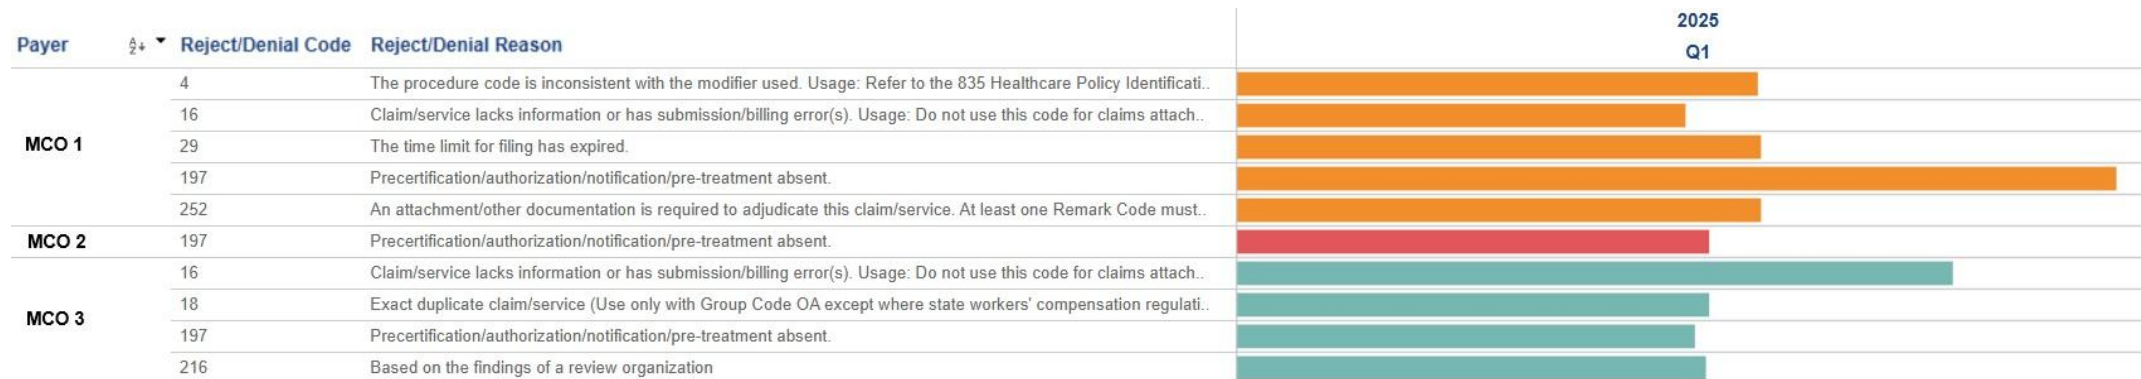 2025
Payer Reject/Denial Code Reject/Denial Reason Q1
4 The procedure code is inconsistent with the modifier used. Usage: Refer to the 835 Healthcare Policy Identificati..
16 Claim/service lacks information or has submission/billing error(s). Usage: Do not use this code for claims attach..
MCO 1 29 The time limit for filing has expired.
197 Precertification/authorization/notification/pre-treatment absent.
252 An attachment/other documentation is required to adjudicate this claim/service. At least one Remark Code must..
MCO 2 197 Precertification/authorization/notification/pre-treatment absent.
16 Claim/service lacks information or has submission/billing error(s). Usage: Do not use this code for claims attach..
MCO 3 18 Exact duplicate claim/service (Use only with Group Code OA except where state workers' compensation regulati..
197 Precertification/authorization/notification/pre-treatment absent.
216 Based on the findings of a review organization